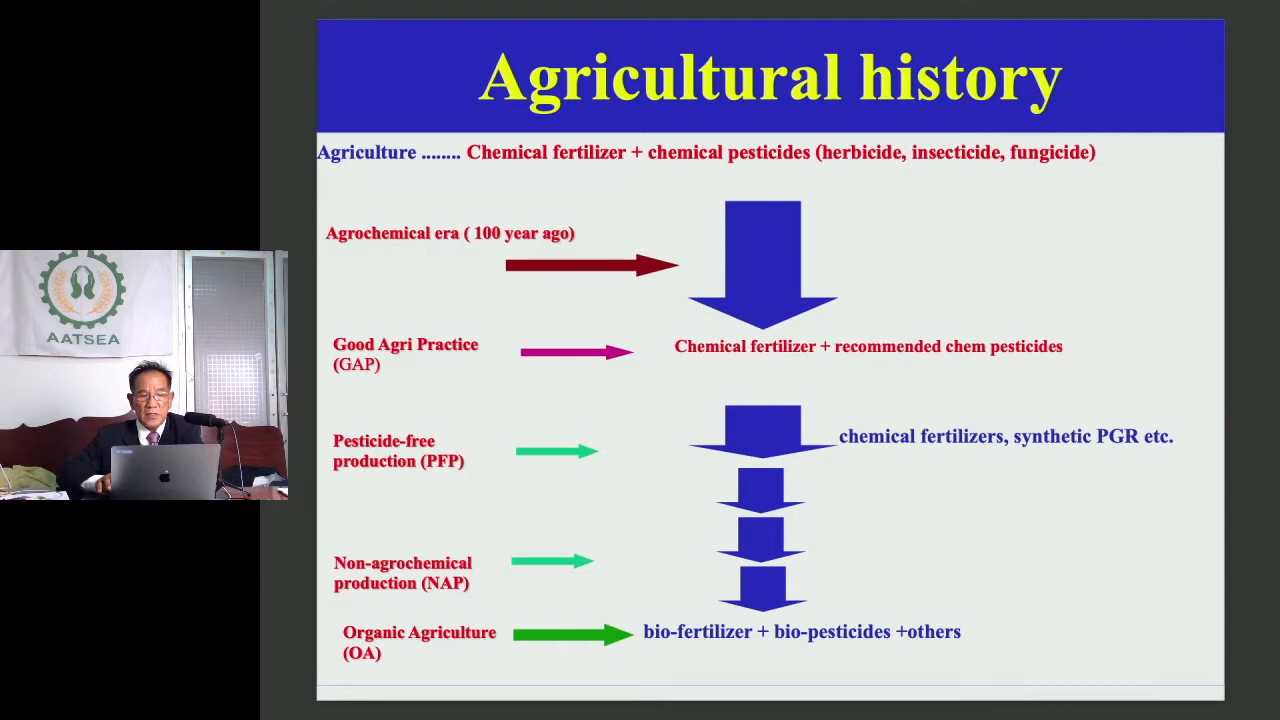 Agricultural history
Agriculture ........ Chemical fertilizer + chemical pesticides (herbicide, insecticide, fungicide)
Agrochemical era ( 100 year ago)
Good Agri Practice
(GAP)
Chemical fertilizer + recommended chem pesticides
Pesticide-free
production (PFP)
chemical fertilizers, synthetic PGR etc.
Non-agrochemical
production (NAP)
Organic Agriculture
(OA)
bio-fertilizer + bio-pesticides +others
AATSEA